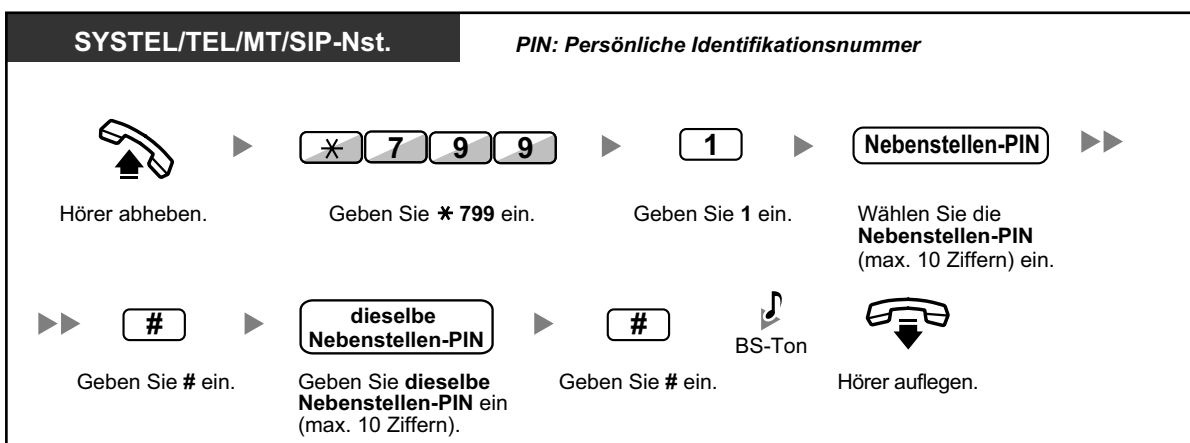 SYSTEL/TEL/MT/SIP-Nst.
PIN: Persönliche Identifikationsnummer
* 7 9 9
1
Nebenstellen-PIN
Hörer abheben.
Geben Sie * 799 ein.
Geben Sie 1 ein.
Wählen Sie die
Nebenstellen-PIN
(max. 10 Ziffern) ein.
#
dieselbe
Nebenstellen-PIN
#
BS-Ton
Geben Sie # ein.
Geben Sie dieselbe
Nebenstellen-PIN ein
(max. 10 Ziffern).
Geben Sie # ein.
Hörer auflegen.